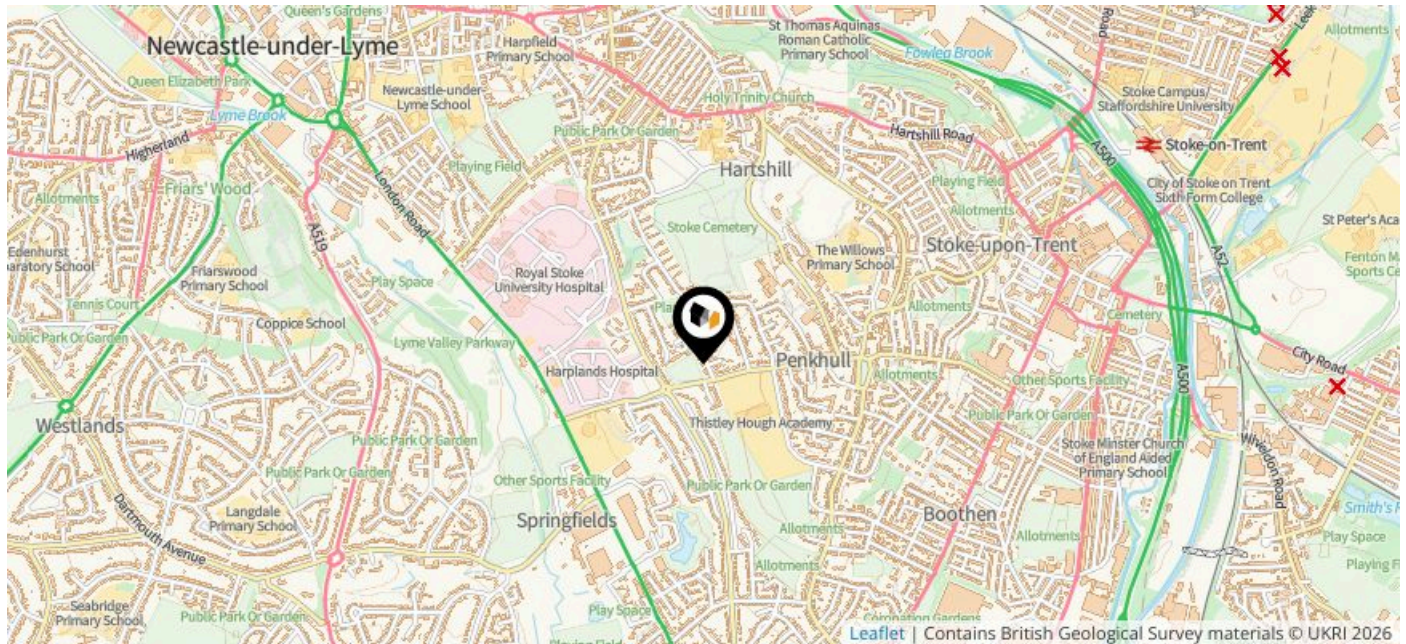 Queen's Gardens
Newcastle-under-Lyme
Queen Elizabeth Park
Lyme Brook
Harpfield
Primary School
Newcastle-under-
Lyme School
St Thomas Aquinas
Roman Catholic
Primary School
Fowlea Brook
Road
Allotments
Stoke Campus/
Staffordshire University
Holy Trinity Church
Hartshill Road
A500
Stoke-on-Trent
Higherland
Public Park Or Garden
Playing Field
Hartshill
Friars' Wood
Allotments
London Road
A519
Playing Field
Allotments
City of Stoke on Trent
Sixth Form College
St Peter's Aca
Stoke Cemetery
The Willows
Primary School
Stoke-upon-Trent
A52
Fenton M
Sports Ce
Edenhurst
aratory School
Friarswood
Primary School
Play Space
Royal Stoke
University Hospital
Tennis Court
Coppice School
Allotments
Cemetery
Public Park Or Garden
Lyme Valley Parkway
Harplands Hospital
Penkhull
Allotments
Other Sports Facility
City Road
A500
Westlands
Thistley Hough Academy
Public Park Or Garden
Public Park Or Garden
Stoke Minster Church
of England Aided
Primary School
Whieldon Road
Public Park Or Garden
Other Sports Facility
Public Park Or Garden
Dartmouth Avenue
Langdale
Primary School
Springfields
Boothen
Allotments
Allotments
Smith's
Play Space
Allotments
Playing
Seabridge
Primary School
Public Park Or Garden
Play Space
Coronation Gardens
Leaflet | Contains British Geological Survey materials © UKRI 2026